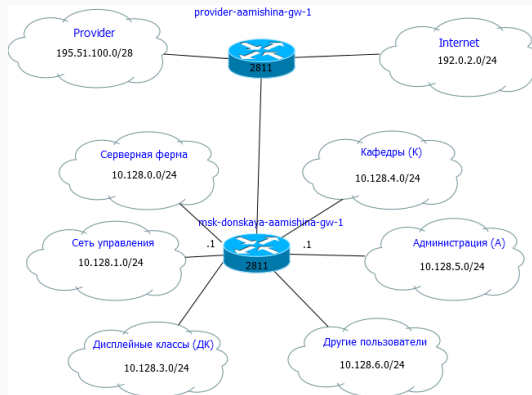 provider-aamishina-gw-1
Provider
195.51.100.0/28
2811
Internet
192.0.2.0/24
Серверная ферма
10.128.0.0/24
Кафедры (К)
10.128.4.0/24
msk-donskaya-aamishina-gw-1
Сеть управления
10.128.1.0/24
.1
.1
2811
Администрация (А)
10.128.5.0/24
Дисплейные классы (ДК)
10.128.3.0/24
Другие пользователи
10.128.6.0/24